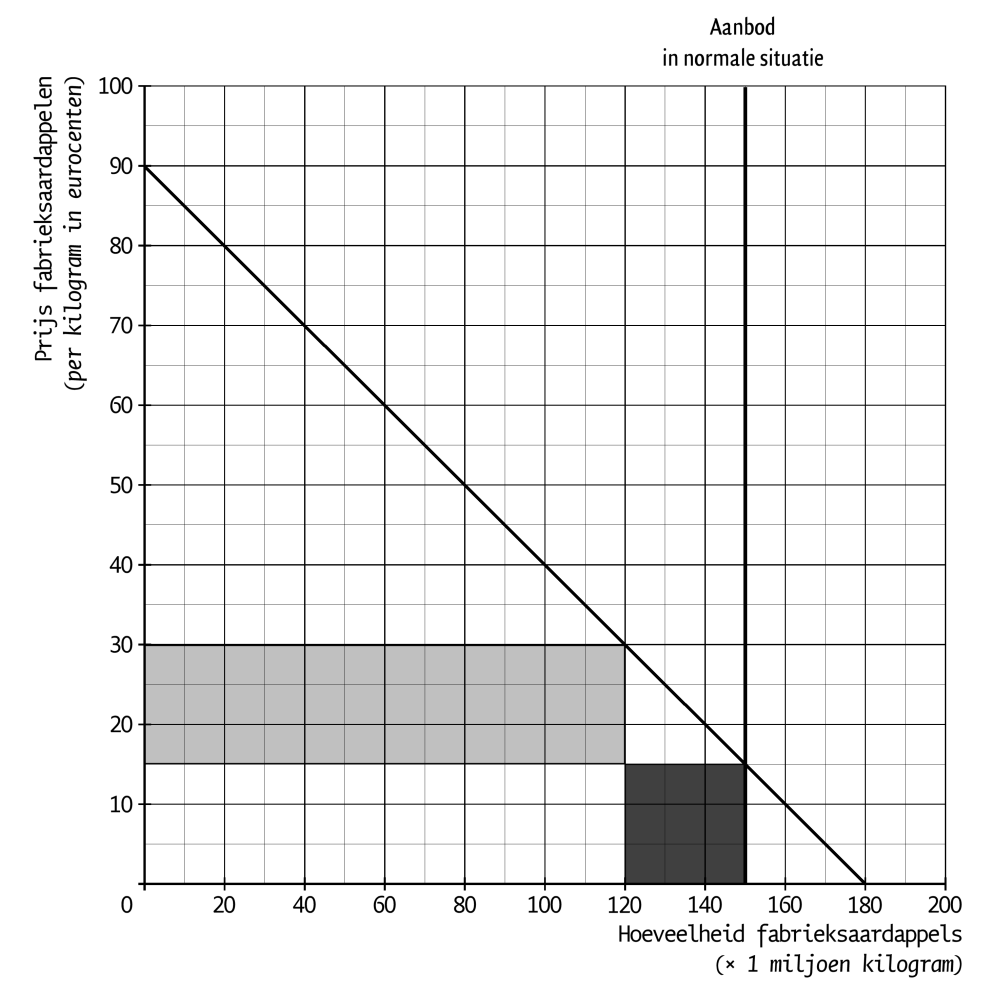 Aanbod
in normale situatie
Prijs fabrieksaardappelen
(per kilogram in eurocenten)
100
90
80
70
60
50
40
30
20
10
0 20 40 60 80 100 120 140 160 180 200
Hoeveelheid fabrieksaardappels
(× 1 miljoen kilogram)